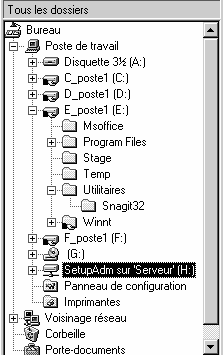 Tous les dossiers
Bureau
Poste de travail
Disquette 3½ (A:)
C_poste1 (C:)
D_poste1 (D:)
E_poste1 (E:)
Msoffice
Program Files
Stage
Temp
Utilitaires
Snagit32
Winnt
F_poste1 (F:)
(G:)
SetupAdm sur 'Serveur' (H:)
Panneau de configuration
Imprimantes
Voisinage réseau
Corbeille
Porte-documents